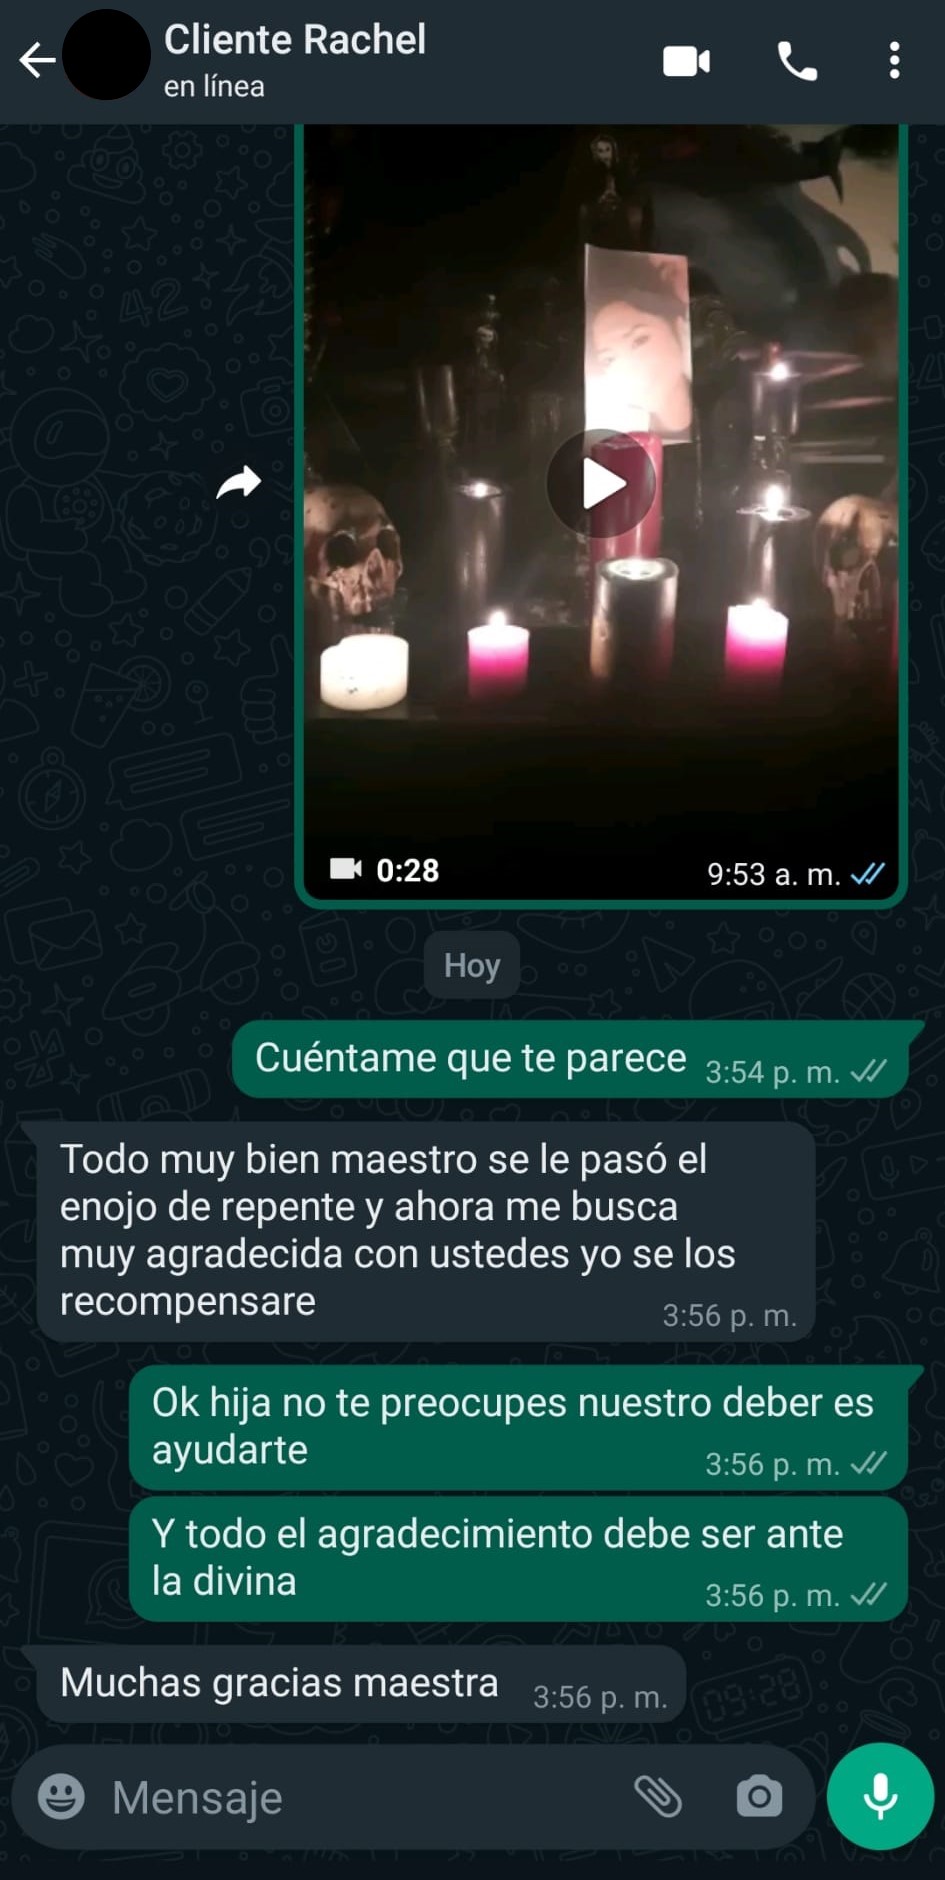 Cliente Rachel
en línea
0:28
9:53 a. m.
Hoy
Cuéntame que te parece
3:54 p. m.
Todo muy bien maestro se le pasó el
enojo de repente y ahora me busca
muy agradecida con ustedes yo se los
recompensare
3:56 p. m.
Ok hija no te preocupes nuestro deber es
ayudarte
3:56 p. m.
Y todo el agradecimiento debe ser ante
la divina
3:56 p. m.
Muchas gracias maestra
3:56 p. m.
Mensaje